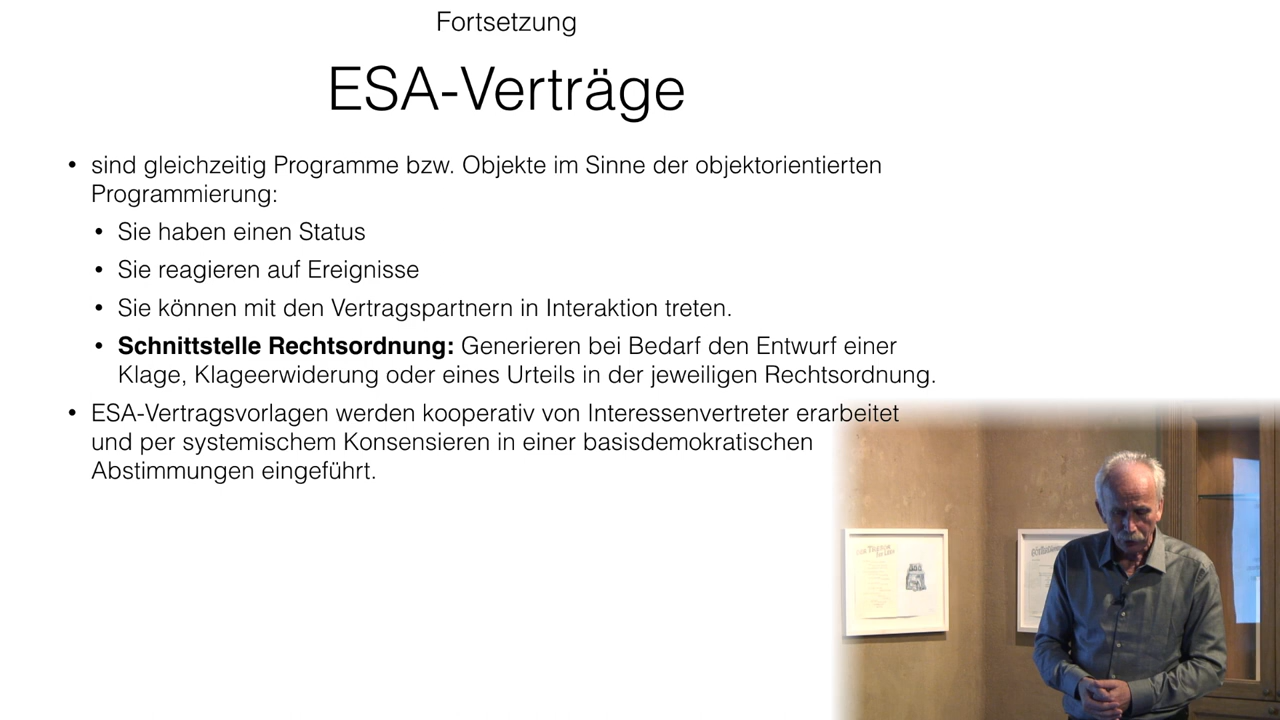 Fortsetzung
ESA-Verträge
• sind gleichzeitig Programme bzw. Objekte im Sinne der objektorientierten
Programmierung:
• Sie haben einen Status
• Sie reagieren auf Ereignisse
• Sie können mit den Vertragspartnern in Interaktion treten.
• Schnittstelle Rechtsordnung: Generieren bei Bedarf den Entwurf einer
Klage, Klageerwiderung oder eines Urteils in der jeweiligen Rechtsordnung.
• ESA-Vertragsvorlagen werden kooperativ von Interessenvertreter erarbeitet
und per systemischem Konsensieren in einer basisdemokratischen
Abstimmungen eingeführt.